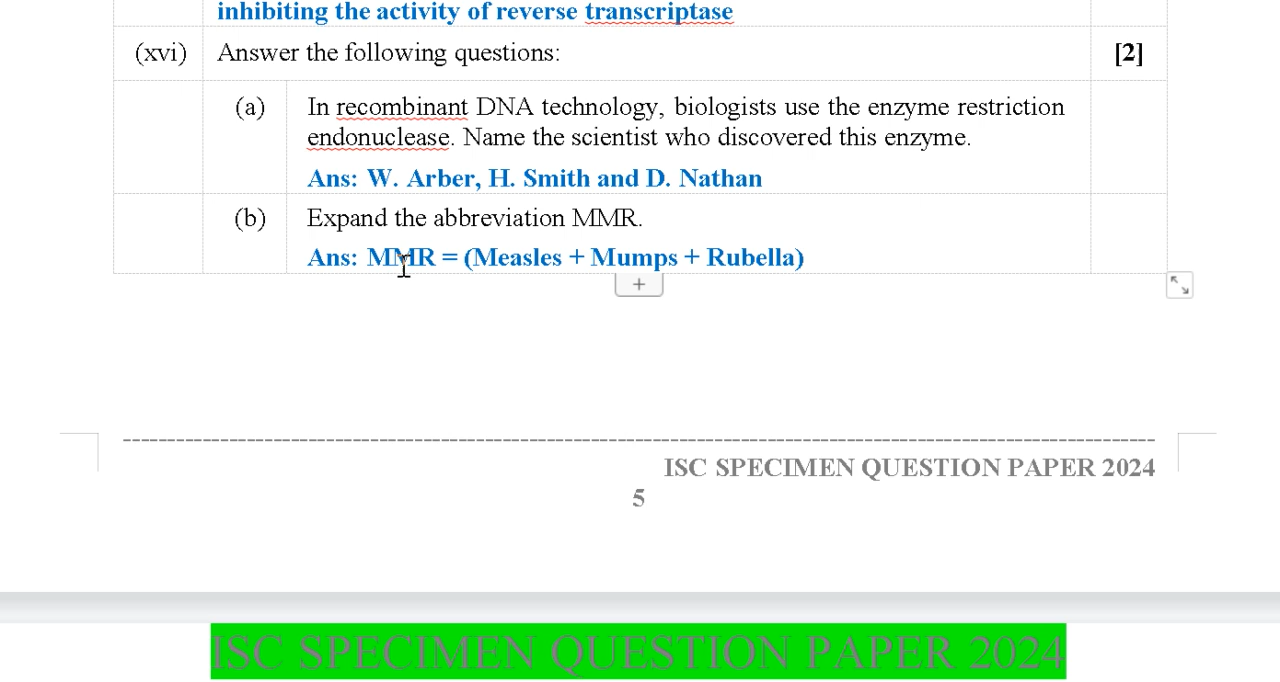 inhibiting the activity of reverse transcriptase
(xvi) Answer the following questions: [2]
(a) In recombinant DNA technology, biologists use the enzyme restriction
endonuclease. Name the scientist who discovered this enzyme.
Ans: W. Arber, H. Smith and D. Nathan
(b) Expand the abbreviation MMR.
Ans: MMR = (Measles + Mumps + Rubella)
ISC SPECIMEN QUESTION PAPER 2024
5
ISC SPECIMEN QUESTION PAPER 2024